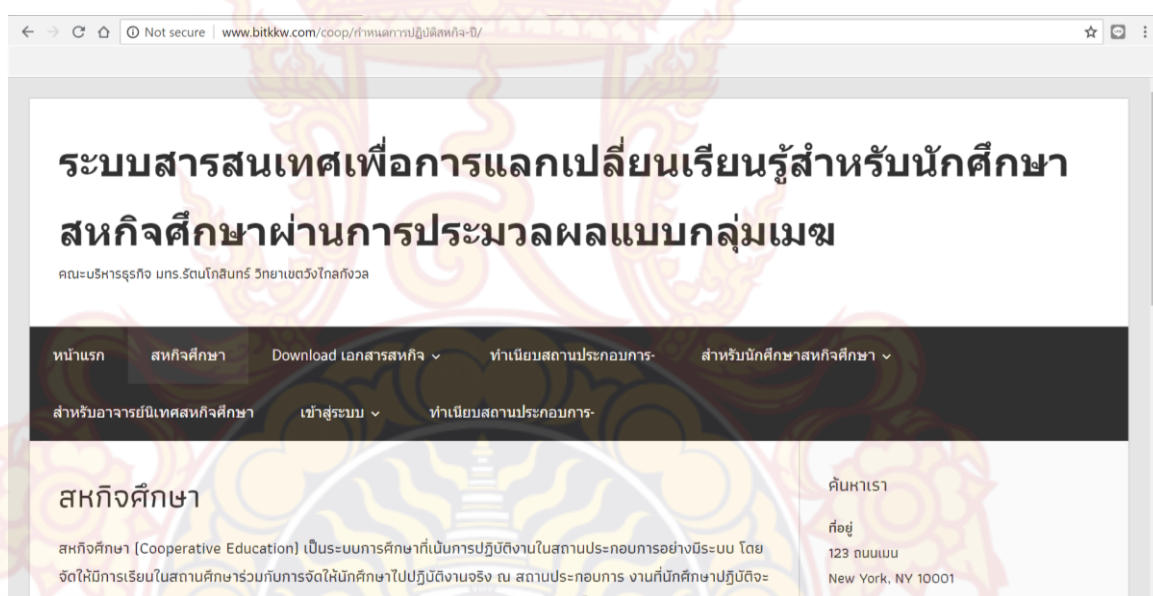 Not secure | www.bitkkw.com/coop/กำหนดการปฏิบัติสหกิจ-ปี/
ระบบสารสนเทศเพื่อการแลกเปลี่ยนเรียนรู้สำหรับนักศึกษา
สหกิจศึกษาผ่านการประมวลผลแบบกลุ่มเมฆ
คณะบริหารธุรกิจ มทร.รัตนโกสินทร์ วิทยาเขตวังไกลกังวล
หน้าแรก สหกิจศึกษา Download เอกสารสหกิจ ทำเนียบสถานประกอบการ- สำหรับนักศึกษาสหกิจศึกษา
สำหรับอาจารย์นิเทศสหกิจศึกษา เข้าสู่ระบบ ทำเนียบสถานประกอบการ-
สหกิจศึกษา
สหกิจศึกษา (Cooperative Education) เป็นระบบการศึกษาที่เน้นการปฏิบัติงานในสถานประกอบการอย่างมีระบบ โดย
จัดให้มีการเรียนในสถานศึกษาร่วมกับการจัดให้นักศึกษาไปปฏิบัติงานจริง ณ สถานประกอบการ งานที่นักศึกษาปฏิบัติจะ
ค้นหาเรา
ที่อยู่
123 ถนนเมน
New York, NY 10001